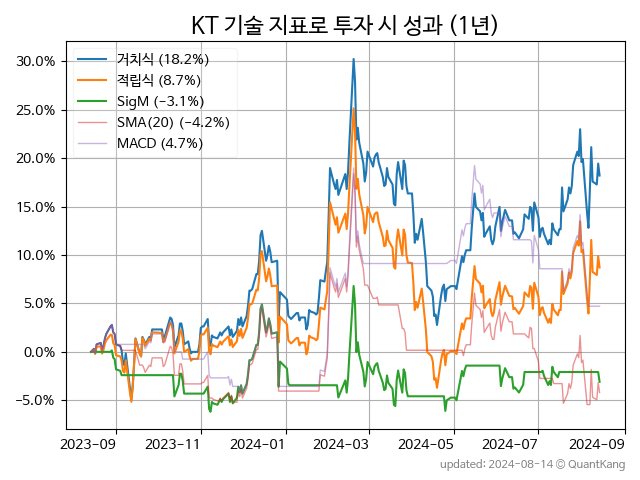 KT 기술 지표로 투자 시 성과 (1년)
30.0%
25.0%
20.0%
15.0%
10.0%
5.0%
0.0%
−5.0%
거치식 (18.2%)
적립식 (8.7%)
SigM (−3.1%)
SMA(20) (−4.2%)
MACD (4.7%)
2023-09 2023-11 2024-01 2024-03 2024-05 2024-07 2024-09
updated: 2024-08-14 @ QuantKang